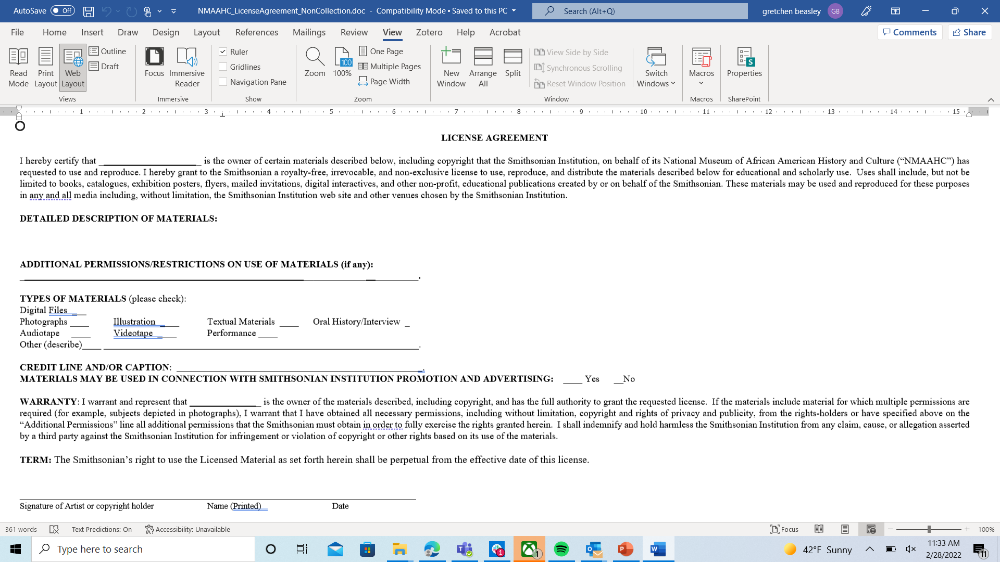 AutoSave Off NMAAHC_LicenseAgreement_NonCollection.doc - Compatibility Mode • Saved to this PC Search (Alt+Q) gretchen beasley GB
File Home Insert Draw Design Layout References Mailings Review View Zotero Help Acrobat Comments Share
Read Mode Print Layout Web Layout Outline Draft Views
Focus Immersive Reader Immersive
Ruler Gridlines Navigation Pane Show
Zoom 100 100% One Page Multiple Pages Page Width Zoom
New Window Arrange All Split View Side by Side Synchronous Scrolling Reset Window Position Switch Windows Window
Macros Macros
S Properties SharePoint
1 2 3 4 5 6 7 8 9 10 11 12 13 14 15
LICENSE AGREEMENT
I hereby certify that _____________________ is the owner of certain materials described below, including copyright that the Smithsonian Institution, on behalf of its National Museum of African American History and Culture (“NMAAHC”) has
requested to use and reproduce. I hereby grant to the Smithsonian a royalty-free, irrevocable, and non-exclusive license to use, reproduce, and distribute the materials described below for educational and scholarly use. Uses shall include, but not be
limited to books, catalogues, exhibition posters, flyers, mailed invitations, digital interactives, and other non-profit, educational publications created by or on behalf of the Smithsonian. These materials may be used and reproduced for these purposes
in any and all media including, without limitation, the Smithsonian Institution web site and other venues chosen by the Smithsonian Institution.
DETAILED DESCRIPTION OF MATERIALS:
ADDITIONAL PERMISSIONS/RESTRICTIONS ON USE OF MATERIALS (if any):
____________________________________________________________.
TYPES OF MATERIALS (please check):
Digital Files ___
Photographs ____ Illustration ____ Textual Materials ____ Oral History/Interview _
Audiotape ____ Videotape ____ Performance ____
Other (describe)____ ____________________________________________.
CREDIT LINE AND/OR CAPTION: ____________________________________.
MATERIALS MAY BE USED IN CONNECTION WITH SMITHSONIAN INSTITUTION PROMOTION AND ADVERTISING: ____ Yes __No
WARRANTY: I warrant and represent that _______________ is the owner of the materials described, including copyright, and has the full authority to grant the requested license. If the materials include material for which multiple permissions are
required (for example, subjects depicted in photographs), I warrant that I have obtained all necessary permissions, including without limitation, copyright and rights of privacy and publicity, from the rights-holders or have specified above on the
“Additional Permissions” line all additional permissions that the Smithsonian must obtain in order to fully exercise the rights granted herein. I shall indemnify and hold harmless the Smithsonian Institution from any claim, cause, or allegation asserted
by a third party against the Smithsonian Institution for infringement or violation of copyright or other rights based on its use of the materials.
TERM: The Smithsonian’s right to use the Licensed Material as set forth herein shall be perpetual from the effective date of this license.
Signature of Artist or copyright holder Name (Printed) Date
361 words Text Predictions: On Accessibility: Unavailable Focus 100%
Type here to search 1 1 42°F Sunny 11:33 AM 2/28/2022 11